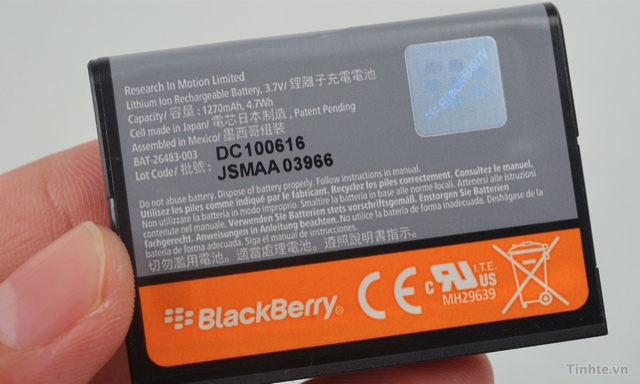 Research In Motion Limited
Lithium Ion Rechargeable Battery, 3.7V/ 鋰離子充電電池
Capacity/ 容量: 1270mAh, 4.7Wh
Cell made in Japan/ 電芯日本制造 , Patent Pending
Assembled in Mexico/ 墨西哥組裝
BAT-26483-003
Lot Code/ 批號: DC100616
JSMAA 03966
BlackBerry
Do not abuse battery. Dispose of battery properly. Follow instructions in manual.
Utilisez les piles comme indiqué par le fabricant. Recyclez-les correctement. Consultez le manuel.
Non utilizzare la batteria in modo improprio. Smaltire la batteria in base alle norme locali. Attenersi al
contenuto nel manuale. Verwenden Sie Batterien stets vorschriftsgemäß. Entsorgen Sie Batterien
fachgerecht. Anweisungen in Anleitung beachten. No utilice la batería de forma inadecuada. Deseche la
batería de forma adecuada. Siga el manual de instrucciones.
切勿濫用電池。適當處理電池。遵照說明書指示。
BlackBerry®
CE
c RU US
I.T.E.
MH29639
Tinhte.vn